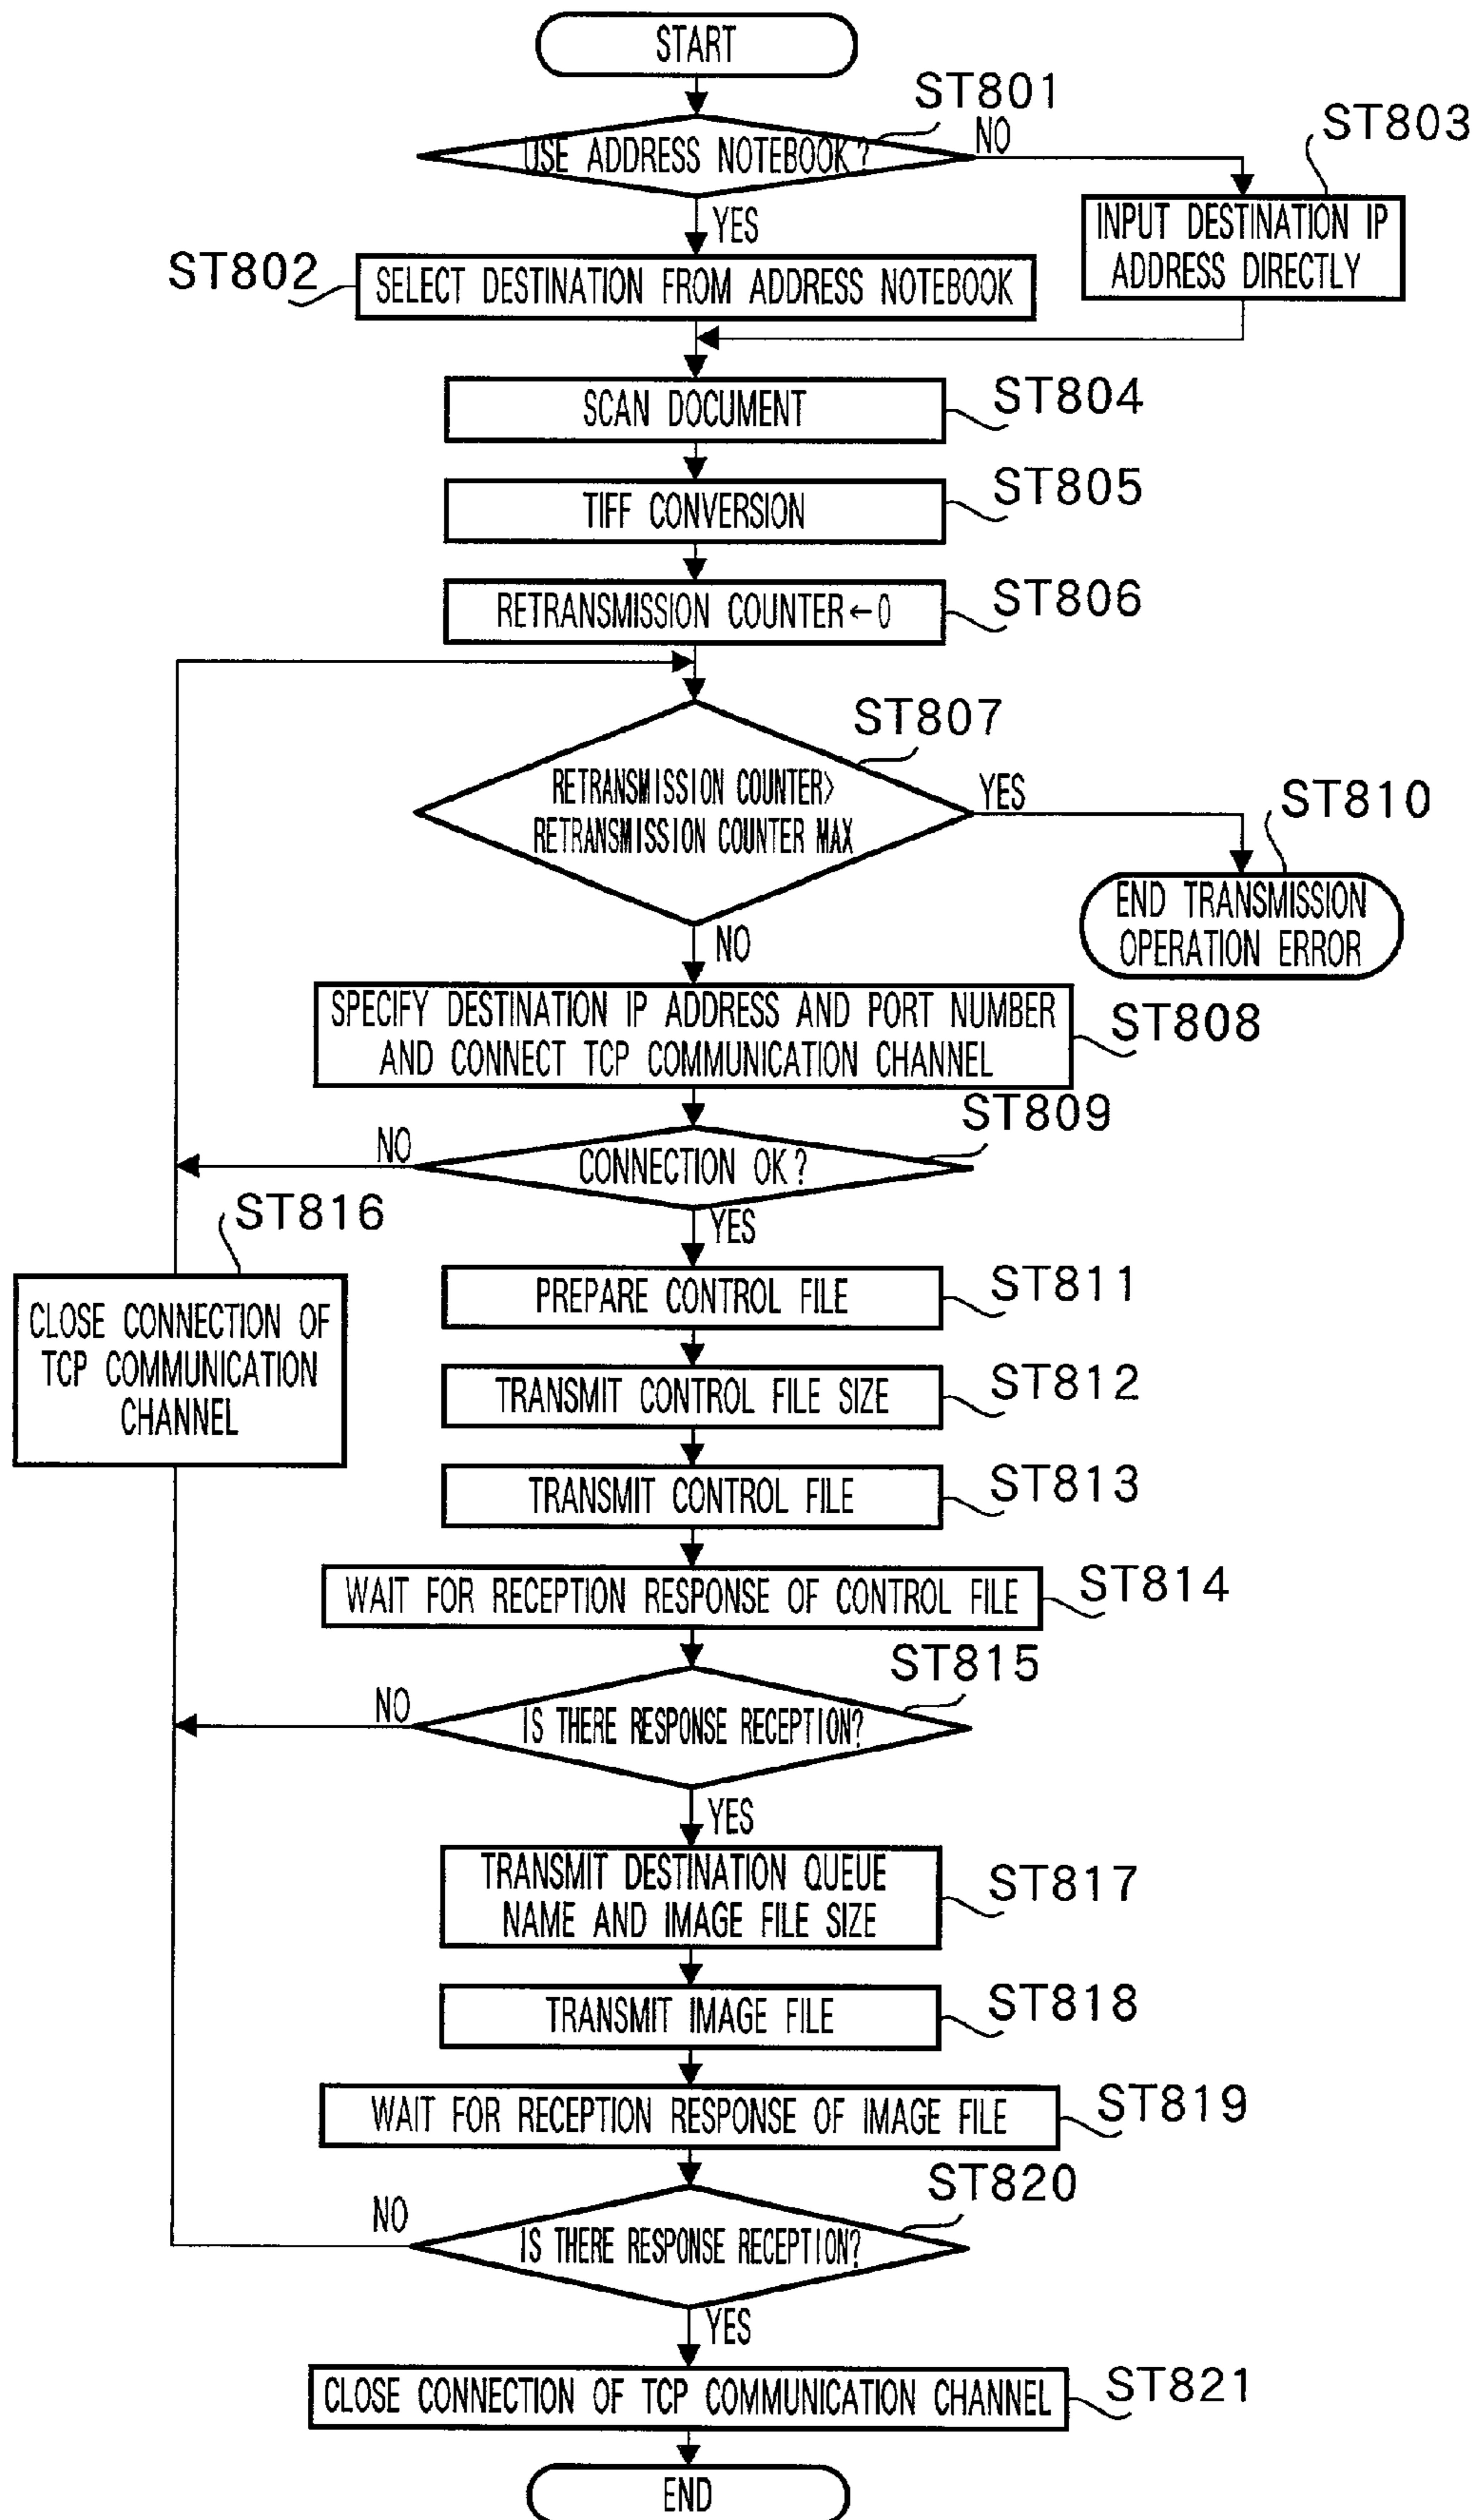 START
ST801
USE ADDRESS NOTEBOOK?
NO
ST803
YES
INPUT DESTINATION IP
ADDRESS DIRECTLY
ST802
SELECT DESTINATION FROM ADDRESS NOTEBOOK
SCAN DOCUMENT
ST804
TIFF CONVERSION
ST805
RETRANSMISSION COUNTER←0
ST806
ST807
RETRANSMISSION COUNTER>
RETRANSMISSION COUNTER MAX
YES
ST810
END TRANSMISSION
OPERATION ERROR
NO
SPECIFY DESTINATION IP ADDRESS AND PORT NUMBER
AND CONNECT TCP COMMUNICATION CHANNEL
ST808
ST809
NO
CONNECTION OK?
YES
ST816
CLOSE CONNECTION OF
TCP COMMUNICATION
CHANNEL
PREPARE CONTROL FILE
ST811
TRANSMIT CONTROL FILE SIZE
ST812
TRANSMIT CONTROL FILE
ST813
WAIT FOR RECEPTION RESPONSE OF CONTROL FILE
ST814
ST815
NO
IS THERE RESPONSE RECEPTION?
YES
TRANSMIT DESTINATION QUEUE
NAME AND IMAGE FILE SIZE
ST817
TRANSMIT IMAGE FILE
ST818
WAIT FOR RECEPTION RESPONSE OF IMAGE FILE
ST819
ST820
NO
IS THERE RESPONSE RECEPTION?
YES
CLOSE CONNECTION OF TCP COMMUNICATION CHANNEL
ST821
END